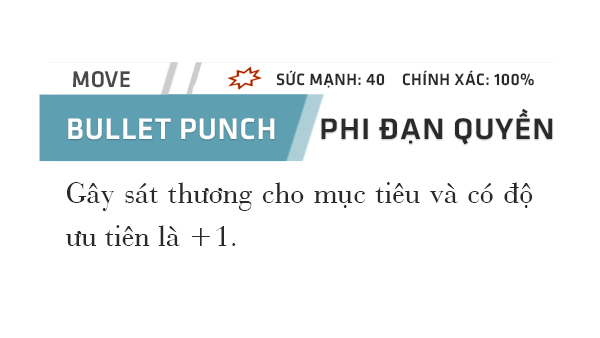 MOVE SỨC MẠNH: 40 CHÍNH XÁC: 100%
BULLET PUNCH PHI ĐẠN QUYỀN
Gây sát thương cho mục tiêu và có độ
ưu tiên là +1.